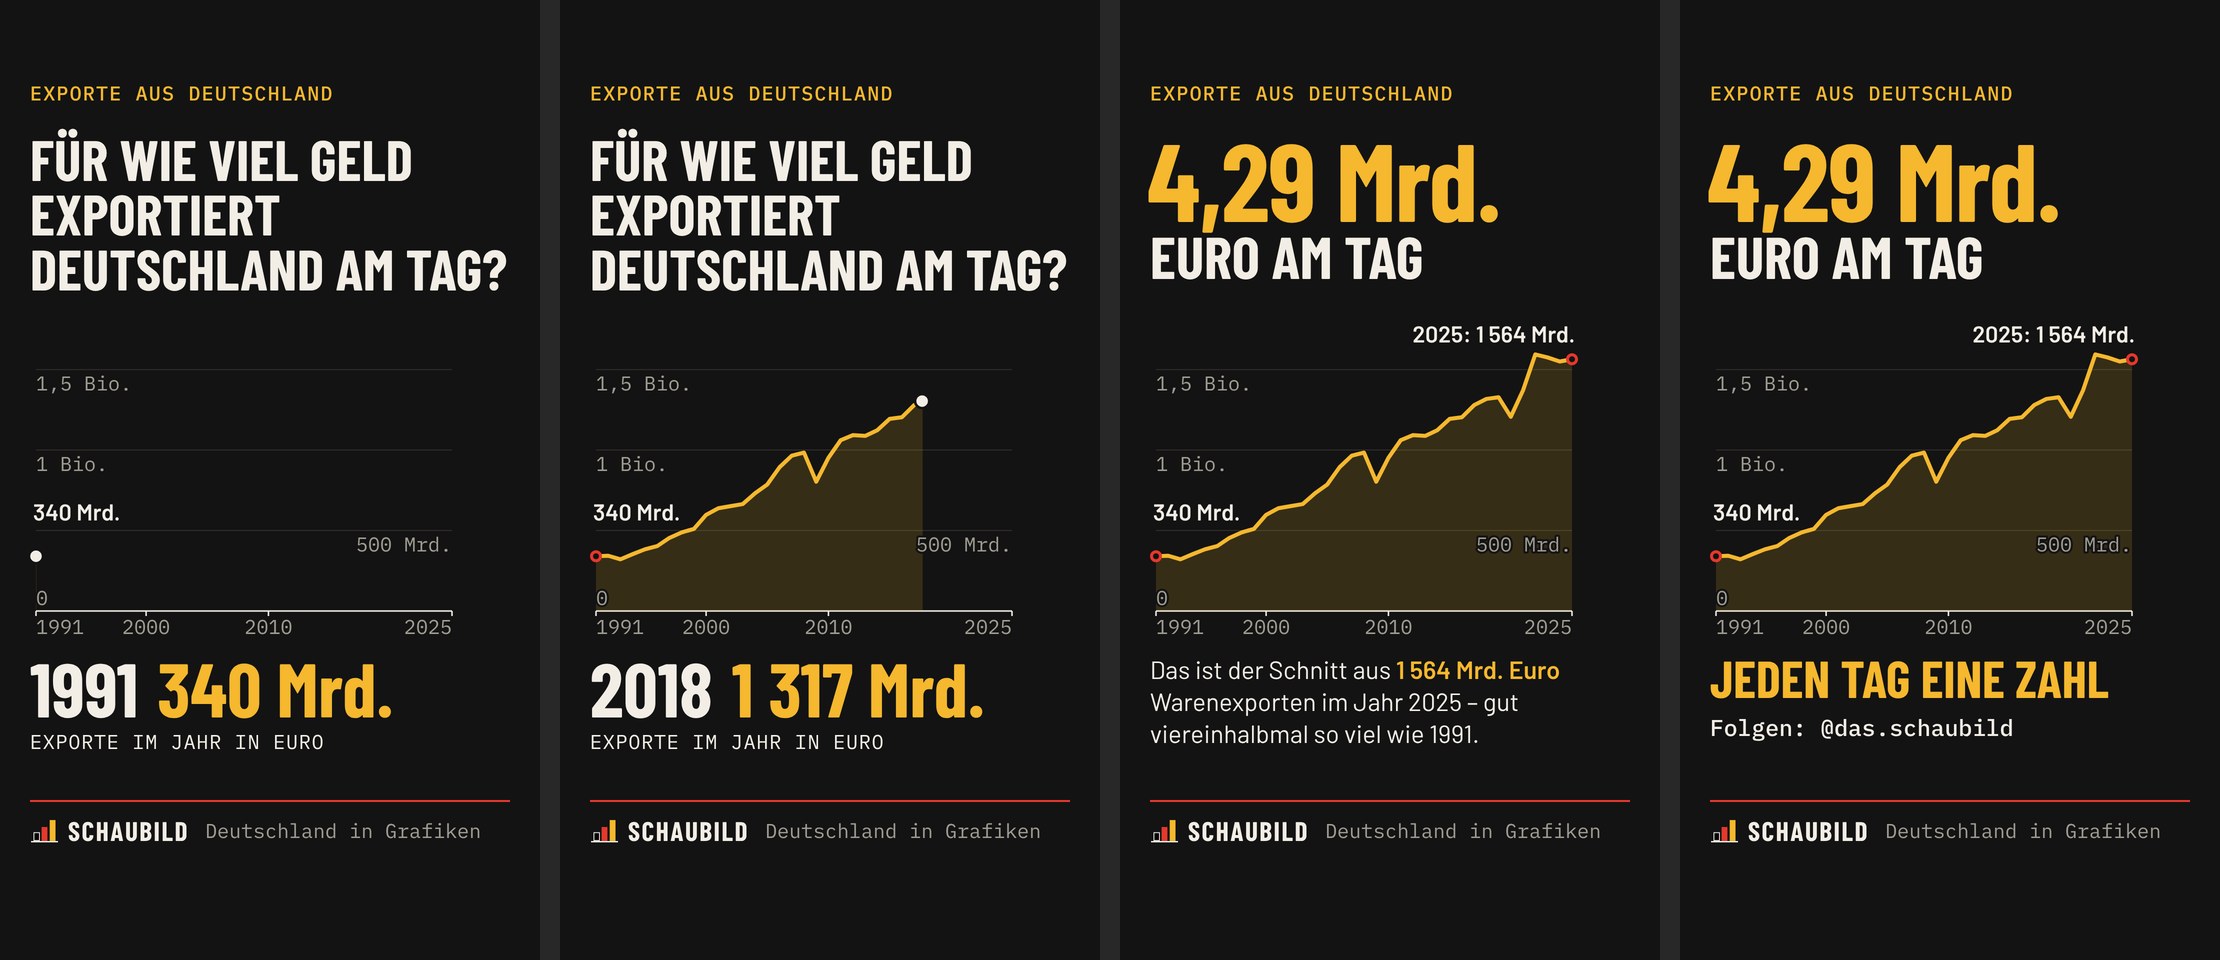 EXPORTE AUS DEUTSCHLAND
FÜR WIE VIEL GELD
EXPORTIERT
DEUTSCHLAND AM TAG?
1,5 Bio.
1 Bio.
340 Mrd.
500 Mrd.
0
1991 2000 2010 2025
1991 340 Mrd.
EXPORTE IM JAHR IN EURO
SCHAUBILD Deutschland in Grafiken
EXPORTE AUS DEUTSCHLAND
FÜR WIE VIEL GELD
EXPORTIERT
DEUTSCHLAND AM TAG?
1,5 Bio.
1 Bio.
340 Mrd.
500 Mrd.
0
1991 2000 2010 2025
2018 1 317 Mrd.
EXPORTE IM JAHR IN EURO
SCHAUBILD Deutschland in Grafiken
EXPORTE AUS DEUTSCHLAND
4,29 Mrd.
EURO AM TAG
2025: 1 564 Mrd.
1,5 Bio.
1 Bio.
340 Mrd.
500 Mrd.
0
1991 2000 2010 2025
Das ist der Schnitt aus 1 564 Mrd. Euro
Warenexporten im Jahr 2025 – gut
viereinhalbmal so viel wie 1991.
SCHAUBILD Deutschland in Grafiken
EXPORTE AUS DEUTSCHLAND
4,29 Mrd.
EURO AM TAG
2025: 1 564 Mrd.
1,5 Bio.
1 Bio.
340 Mrd.
500 Mrd.
0
1991 2000 2010 2025
JEDEN TAG EINE ZAHL
Folgen: @das.schaubild
SCHAUBILD Deutschland in Grafiken